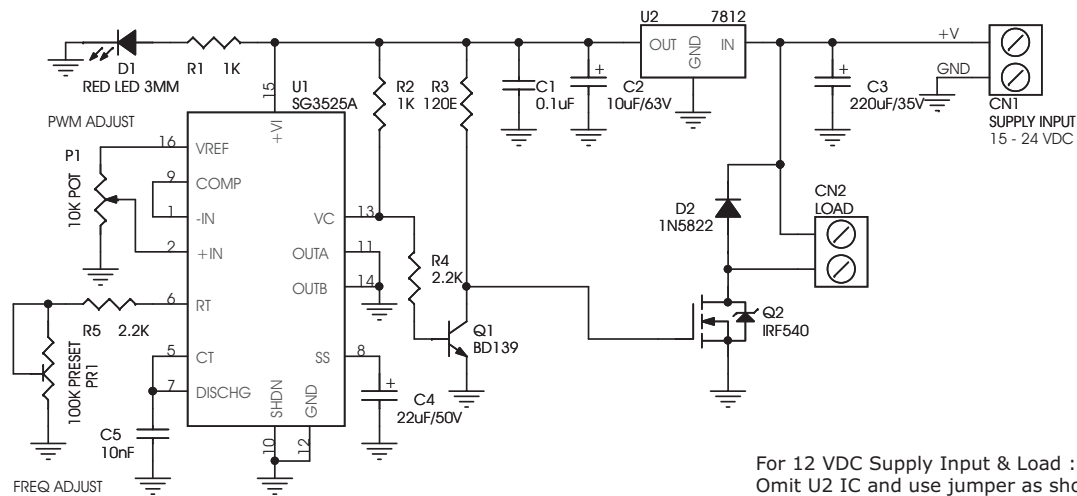 U2
7812
OUT
GND
IN
+V
GND
CN1
SUPPLY INPUT
15 - 24 VDC
D1
RED LED 3MM
R1
1K
15
U1
SG3525A
R2
1K
R3
120E
C1
0.1uF
+
C2
10uF/63V
+
C3
220uF/35V
PWM ADJUST
P1
10K POT
16
VREF
+VI
9
COMP
1
-IN
2
+IN
VC
13
OUTA
11
OUTB
14
R4
2.2K
D2
1N5822
CN2
LOAD
R5
2.2K
6
RT
5
CT
7
DISCHG
SS
8
SHDN
GND
10
12
100K PRESET
PR1
Q1
BD139
Q2
IRF540
+
C4
22uF/50V
C5
10nF
FREQ ADJUST
For 12 VDC Supply Input & Load :
Omit U2 IC and use jumper as